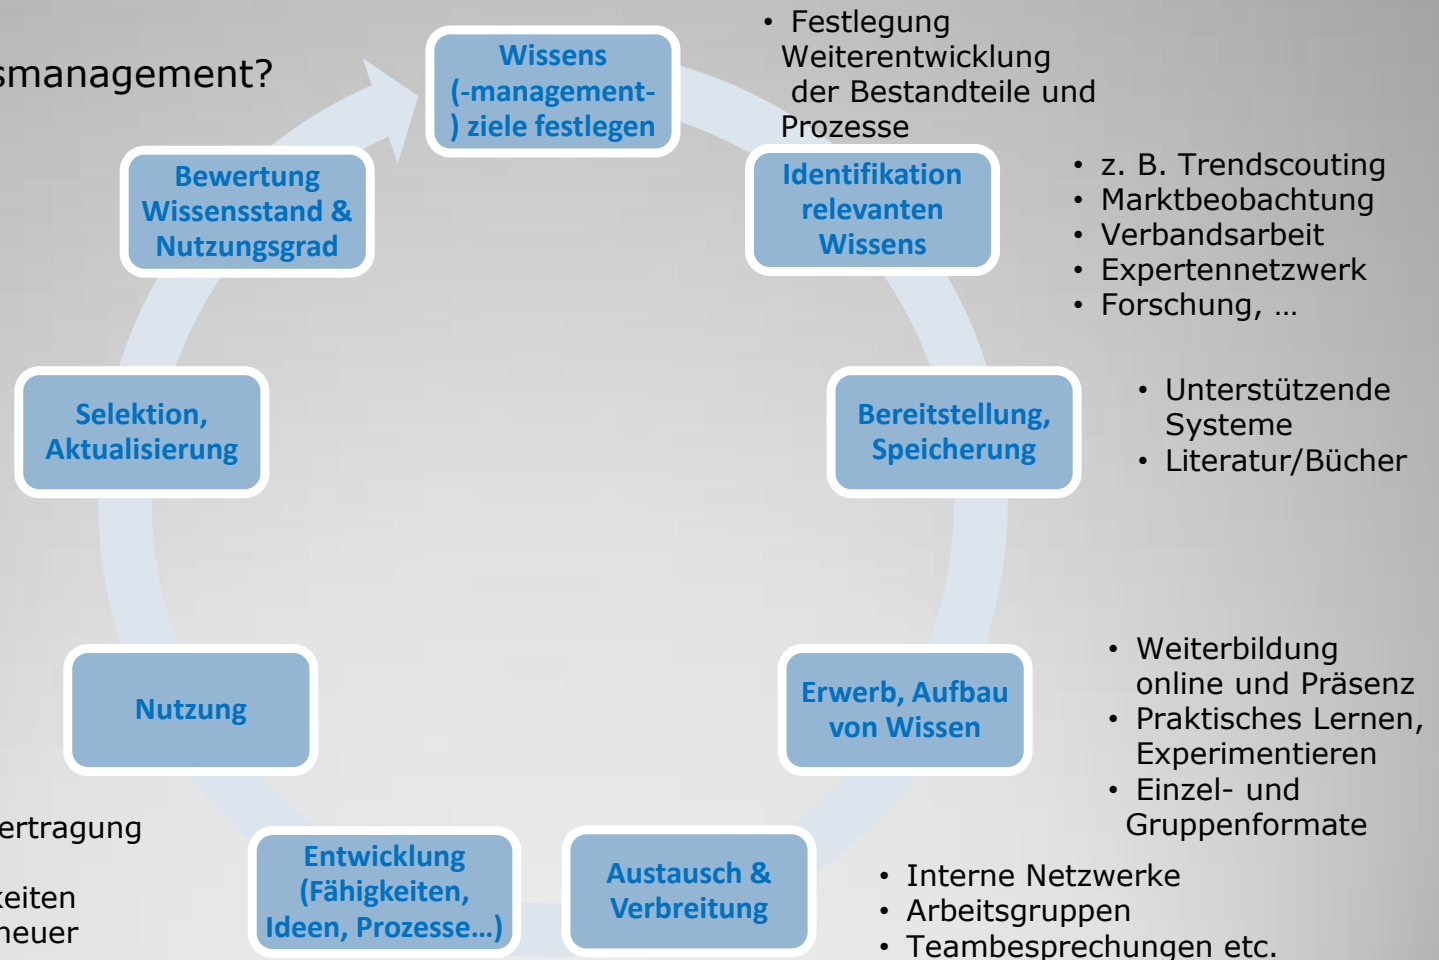 smanagement?
Wissens
(-management-
) ziele festlegen
• Festlegung
Weiterentwicklung
der Bestandteile und
Prozesse
Identifikation
relevanten
Wissens
• z. B. Trendscouting
• Marktbeobachtung
• Verbandsarbeit
• Expertennetzwerk
• Forschung, …
Bereitstellung,
Speicherung
• Unterstützende
Systeme
• Literatur/Bücher
Erwerb, Aufbau
von Wissen
• Weiterbildung
online und Präsenz
• Praktisches Lernen,
Experimentieren
• Einzel- und
Gruppenformate
Austausch &
Verbreitung
• Interne Netzwerke
• Arbeitsgruppen
• Teambesprechungen etc.
Entwicklung
(Fähigkeiten,
Ideen, Prozesse…)
ertragung
keiten
neuer
Nutzung
Selektion,
Aktualisierung
Bewertung
Wissensstand &
Nutzungsgrad